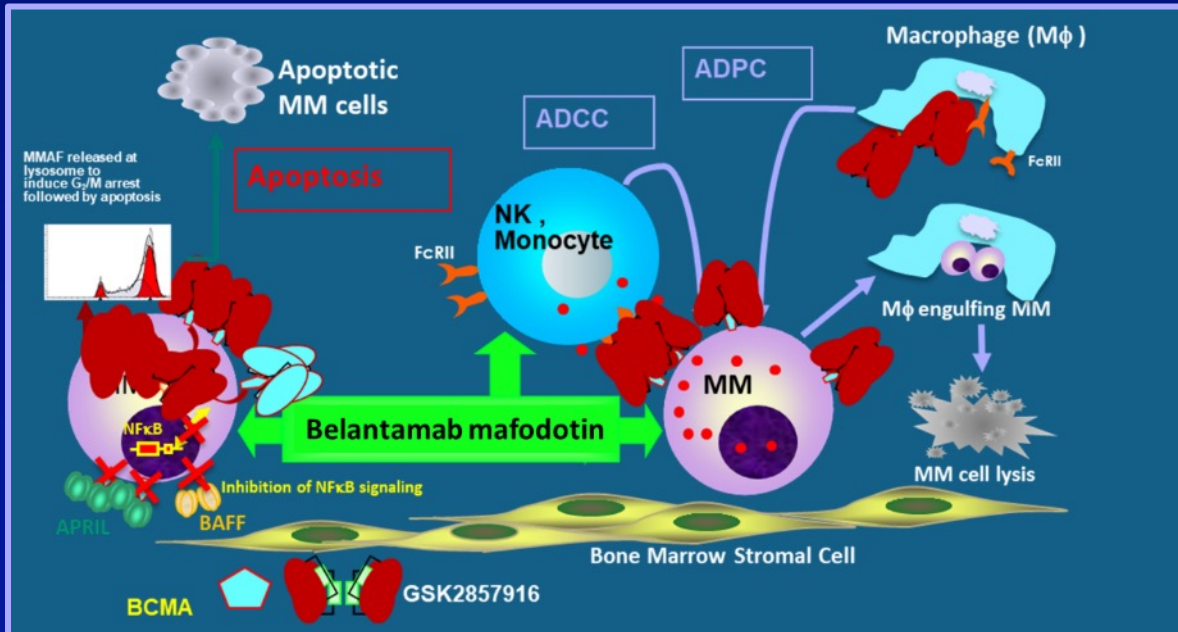 Macrophage (Mϕ )
ADPC
Apoptotic
MM cells
ADCC
FcRII
MMAF released at
lysosome to
induce G₂/M arrest
followed by apoptosis
Apoptosis
NK ,
Monocyte
FcRII
Mϕ engulfing MM
MM
NFκB
Belantamab mafodotin
MM cell lysis
Inhibition of NFκB signaling
APRIL
BAFF
Bone Marrow Stromal Cell
BCMA
GSK2857916